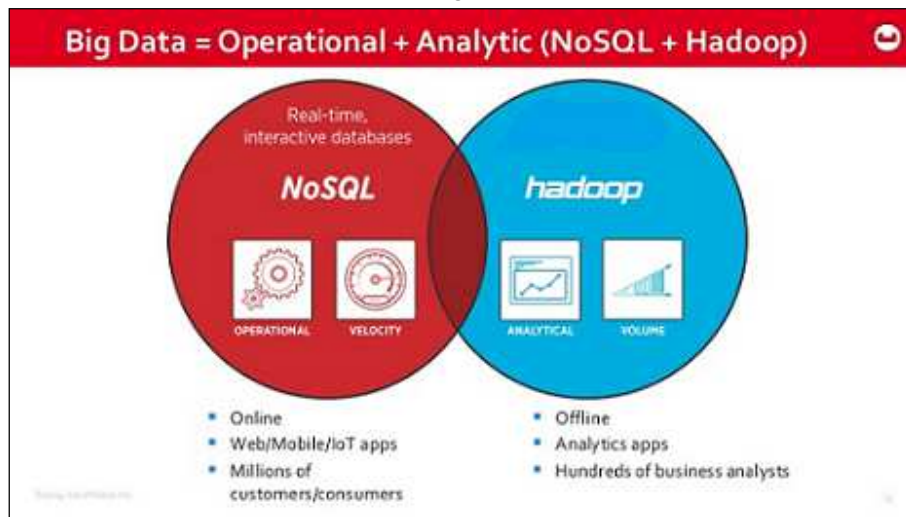 Big Data = Operational + Analytic (NoSQL + Hadoop)
Real-time,
interactive databases
NoSQL
OPERATIONAL
VELOCITY
hadoop
ANALYTICAL
VOLUME
Online
Web/Mobile/IoT apps
Millions of
customers/consumers
Offline
Analytics apps
Hundreds of business analysts